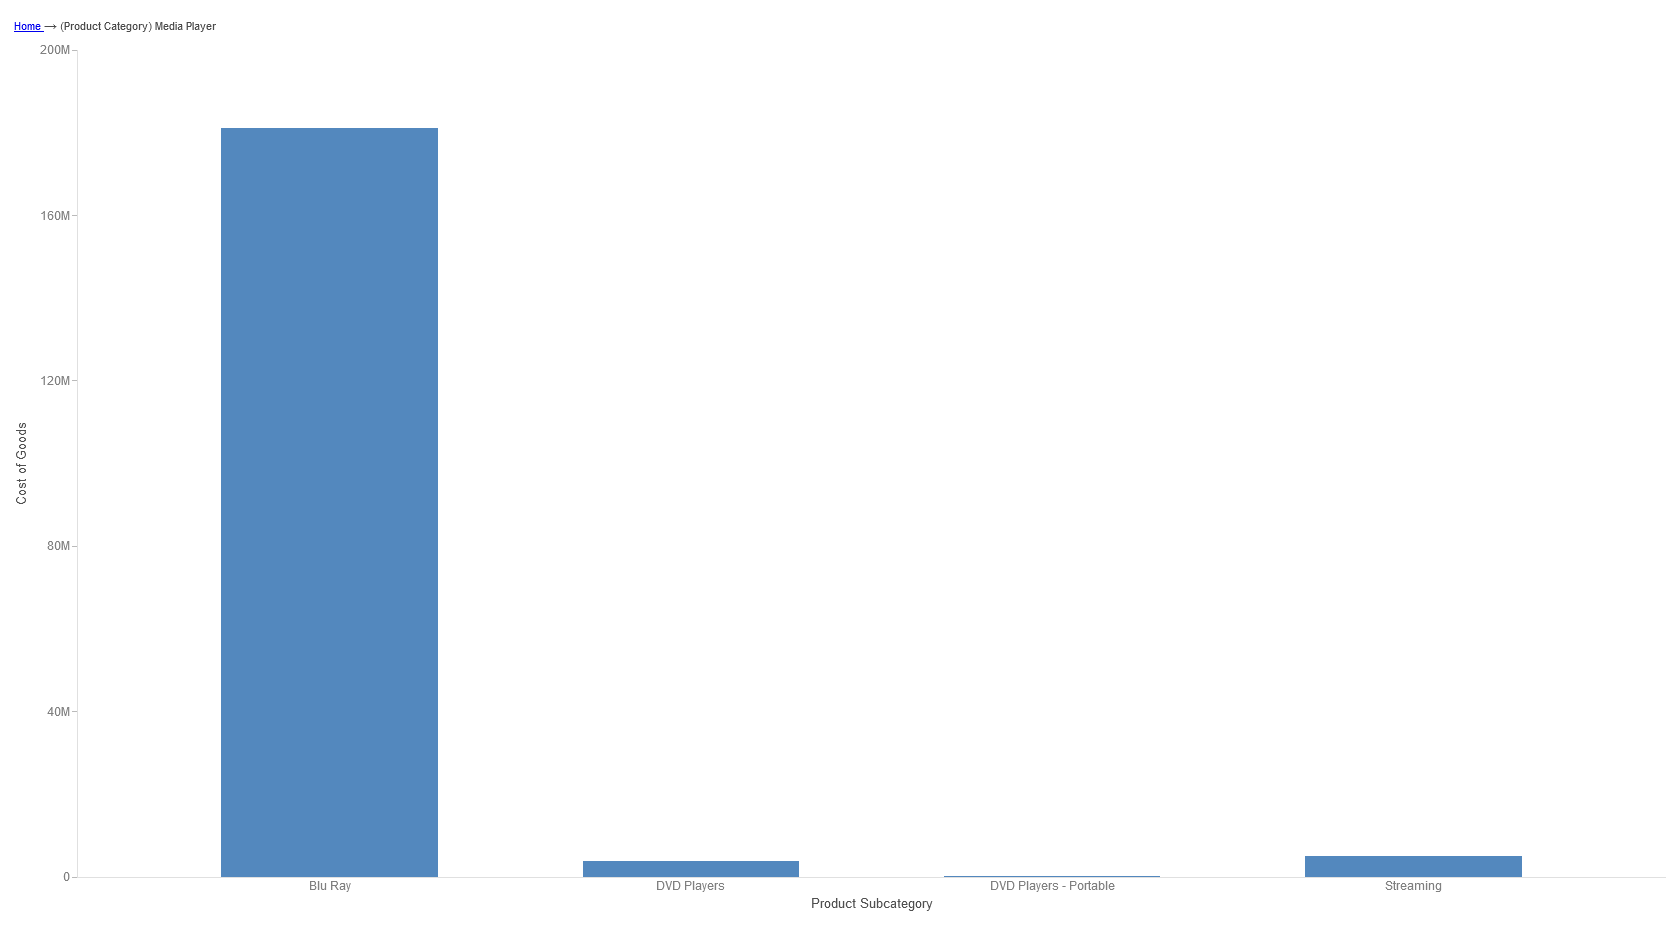 Home → (Product Category) Media Player
200M
160M
120M
80M
40M
0
Cost of Goods
Blu Ray
DVD Players
DVD Players - Portable
Streaming
Product Subcategory